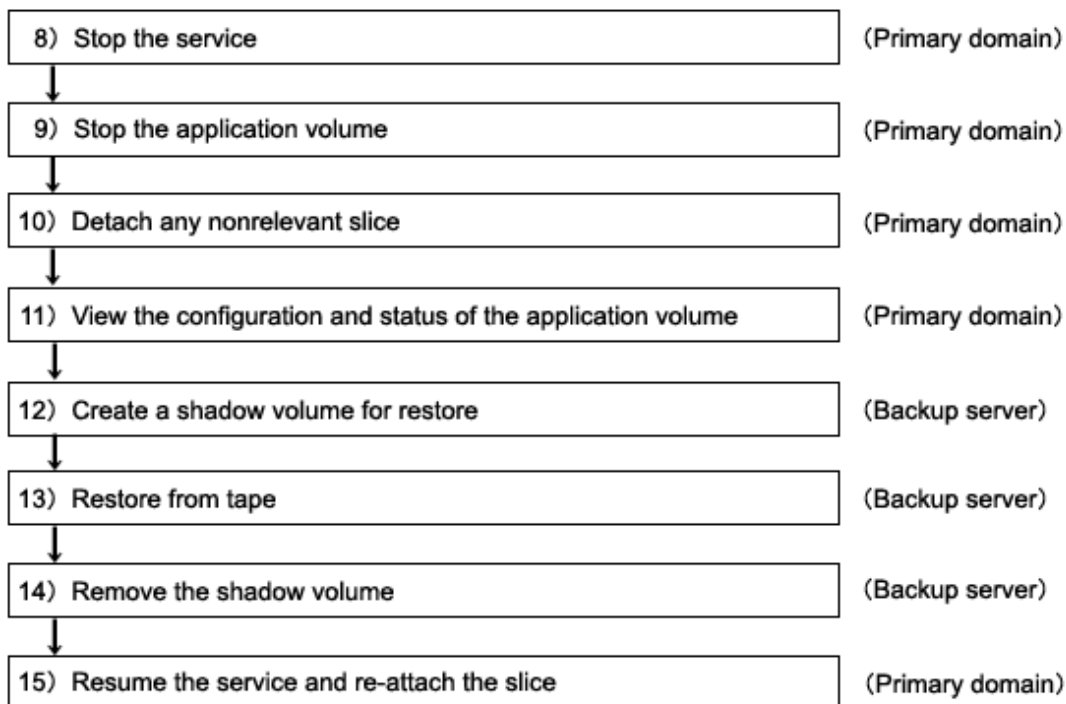 8) Stop the service (Primary domain)
9) Stop the application volume (Primary domain)
10) Detach any nonrelevant slice (Primary domain)
11) View the configuration and status of the application volume (Primary domain)
12) Create a shadow volume for restore (Backup server)
13) Restore from tape (Backup server)
14) Remove the shadow volume (Backup server)
15) Resume the service and re-attach the slice (Primary domain)